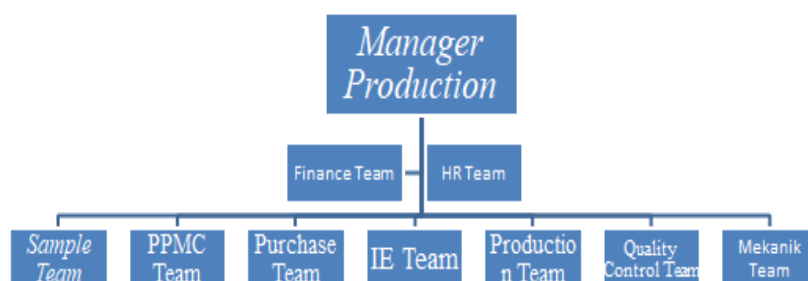 Manager
Production
Finance Team
HR Team
Sample
Team
PPMC
Team
Purchase
Team
IE Team
Productio
n Team
Quality
Control Team
Mekanik
Team